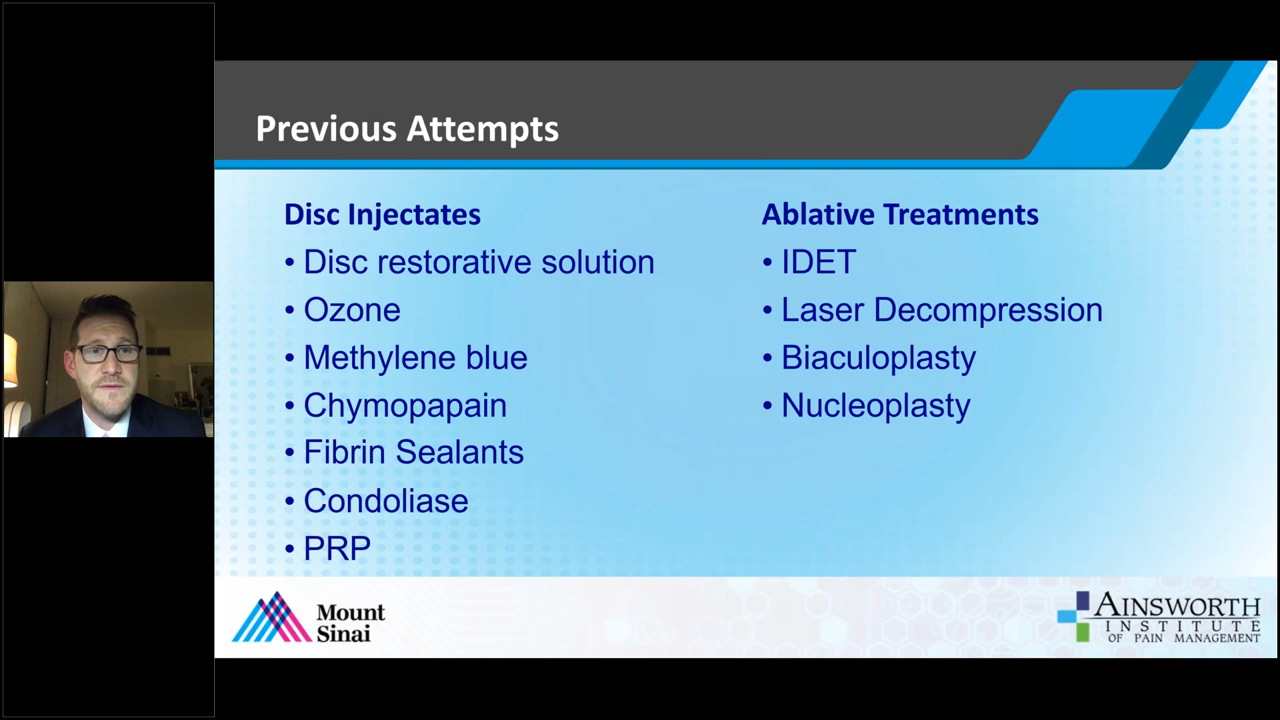 Previous Attempts
Disc Injectates
• Disc restorative solution
• Ozone
• Methylene blue
• Chymopapain
• Fibrin Sealants
• Condoliase
• PRP
Ablative Treatments
• IDET
• Laser Decompression
• Biaculoplasty
• Nucleoplasty
Mount
Sinai
AINSWORTH
INSTITUTE
OF PAIN MANAGEMENT